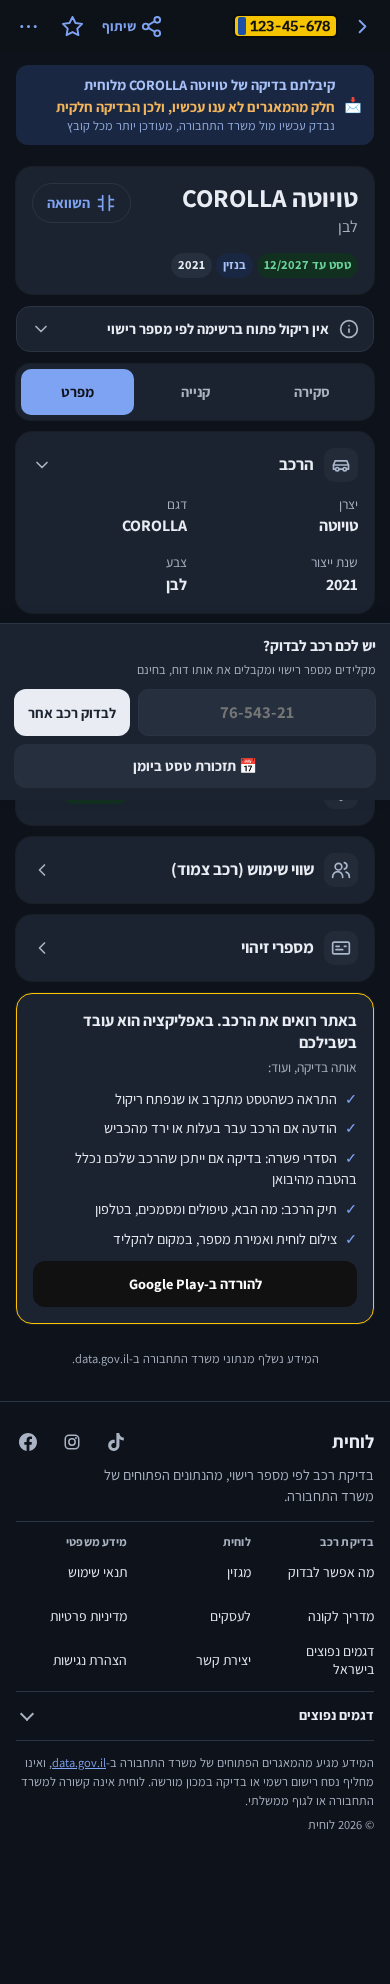 123-45-678
שיתוף
קיבלתם בדיקה של טויוטה COROLLA מלוחית
חלק מהמאגרים לא ענו עכשיו, ולכן הבדיקה חלקית
נבדק עכשיו מול משרד התחבורה, מעודכן יותר מכל קובץ
טויוטה COROLLA
השוואה
לבן
טסט עד 12/2027
בנזין
2021
אין ריקול פתוח ברשימה לפי מספר רישוי
סקירה
קנייה
מפרט
הרכב
יצרן
דגם
טויוטה
COROLLA
שנת ייצור
צבע
2021
לבן
יש לכם רכב לבדוק?
מקלידים מספר רישוי ומקבלים את אותו דוח, בחינם
76-543-21
לבדוק רכב אחר
📅 תזכורת טסט ביומן
שווי שימוש (רכב צמוד)
מספרי זיהוי
באתר רואים את הרכב. באפליקציה הוא עובד
בשבילכם
אותה בדיקה, ועוד:
✓ התראה כשהטסט מתקרב או שנפתח ריקול
✓ הודעה אם הרכב עבר בעלות או ירד מהכביש
✓ הסדרי פשרה: בדיקה אם ייתכן שהרכב שלכם נכלל
בהטבה מהיבואן
✓ תיק הרכב: מה הבא, טיפולים ומסמכים, בטלפון
✓ צילום לוחית ואמירת מספר, במקום להקליד
להורדה ב-Google Play
המידע נשלף מנתוני משרד התחבורה ב-data.gov.il.
לוחית
בדיקת רכב לפי מספר רישוי, מהנתונים הפתוחים של
משרד התחבורה.
בדיקת רכב
לוחית
מידע משפטי
מה אפשר לבדוק
מגזין
תנאי שימוש
מדריך לקונה
לעסקים
מדיניות פרטיות
דגמים נפוצים
בישראל
יצירת קשר
הצהרת נגישות
דגמים נפוצים
המידע מגיע מהמאגרים הפתוחים של משרד התחבורה ב-data.gov.il, ואינו
מחליף נסח רישום רשמי או בדיקה במכון מורשה. לוחית אינה קשורה למשרד
התחבורה או לגוף ממשלתי.
© 2026 לוחית